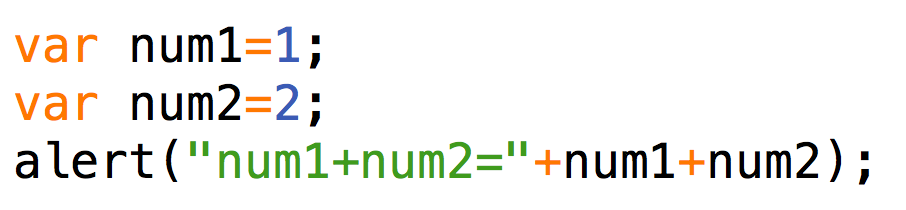 var num1=1;
var num2=2;
alert("num1+num2="+num1+num2);